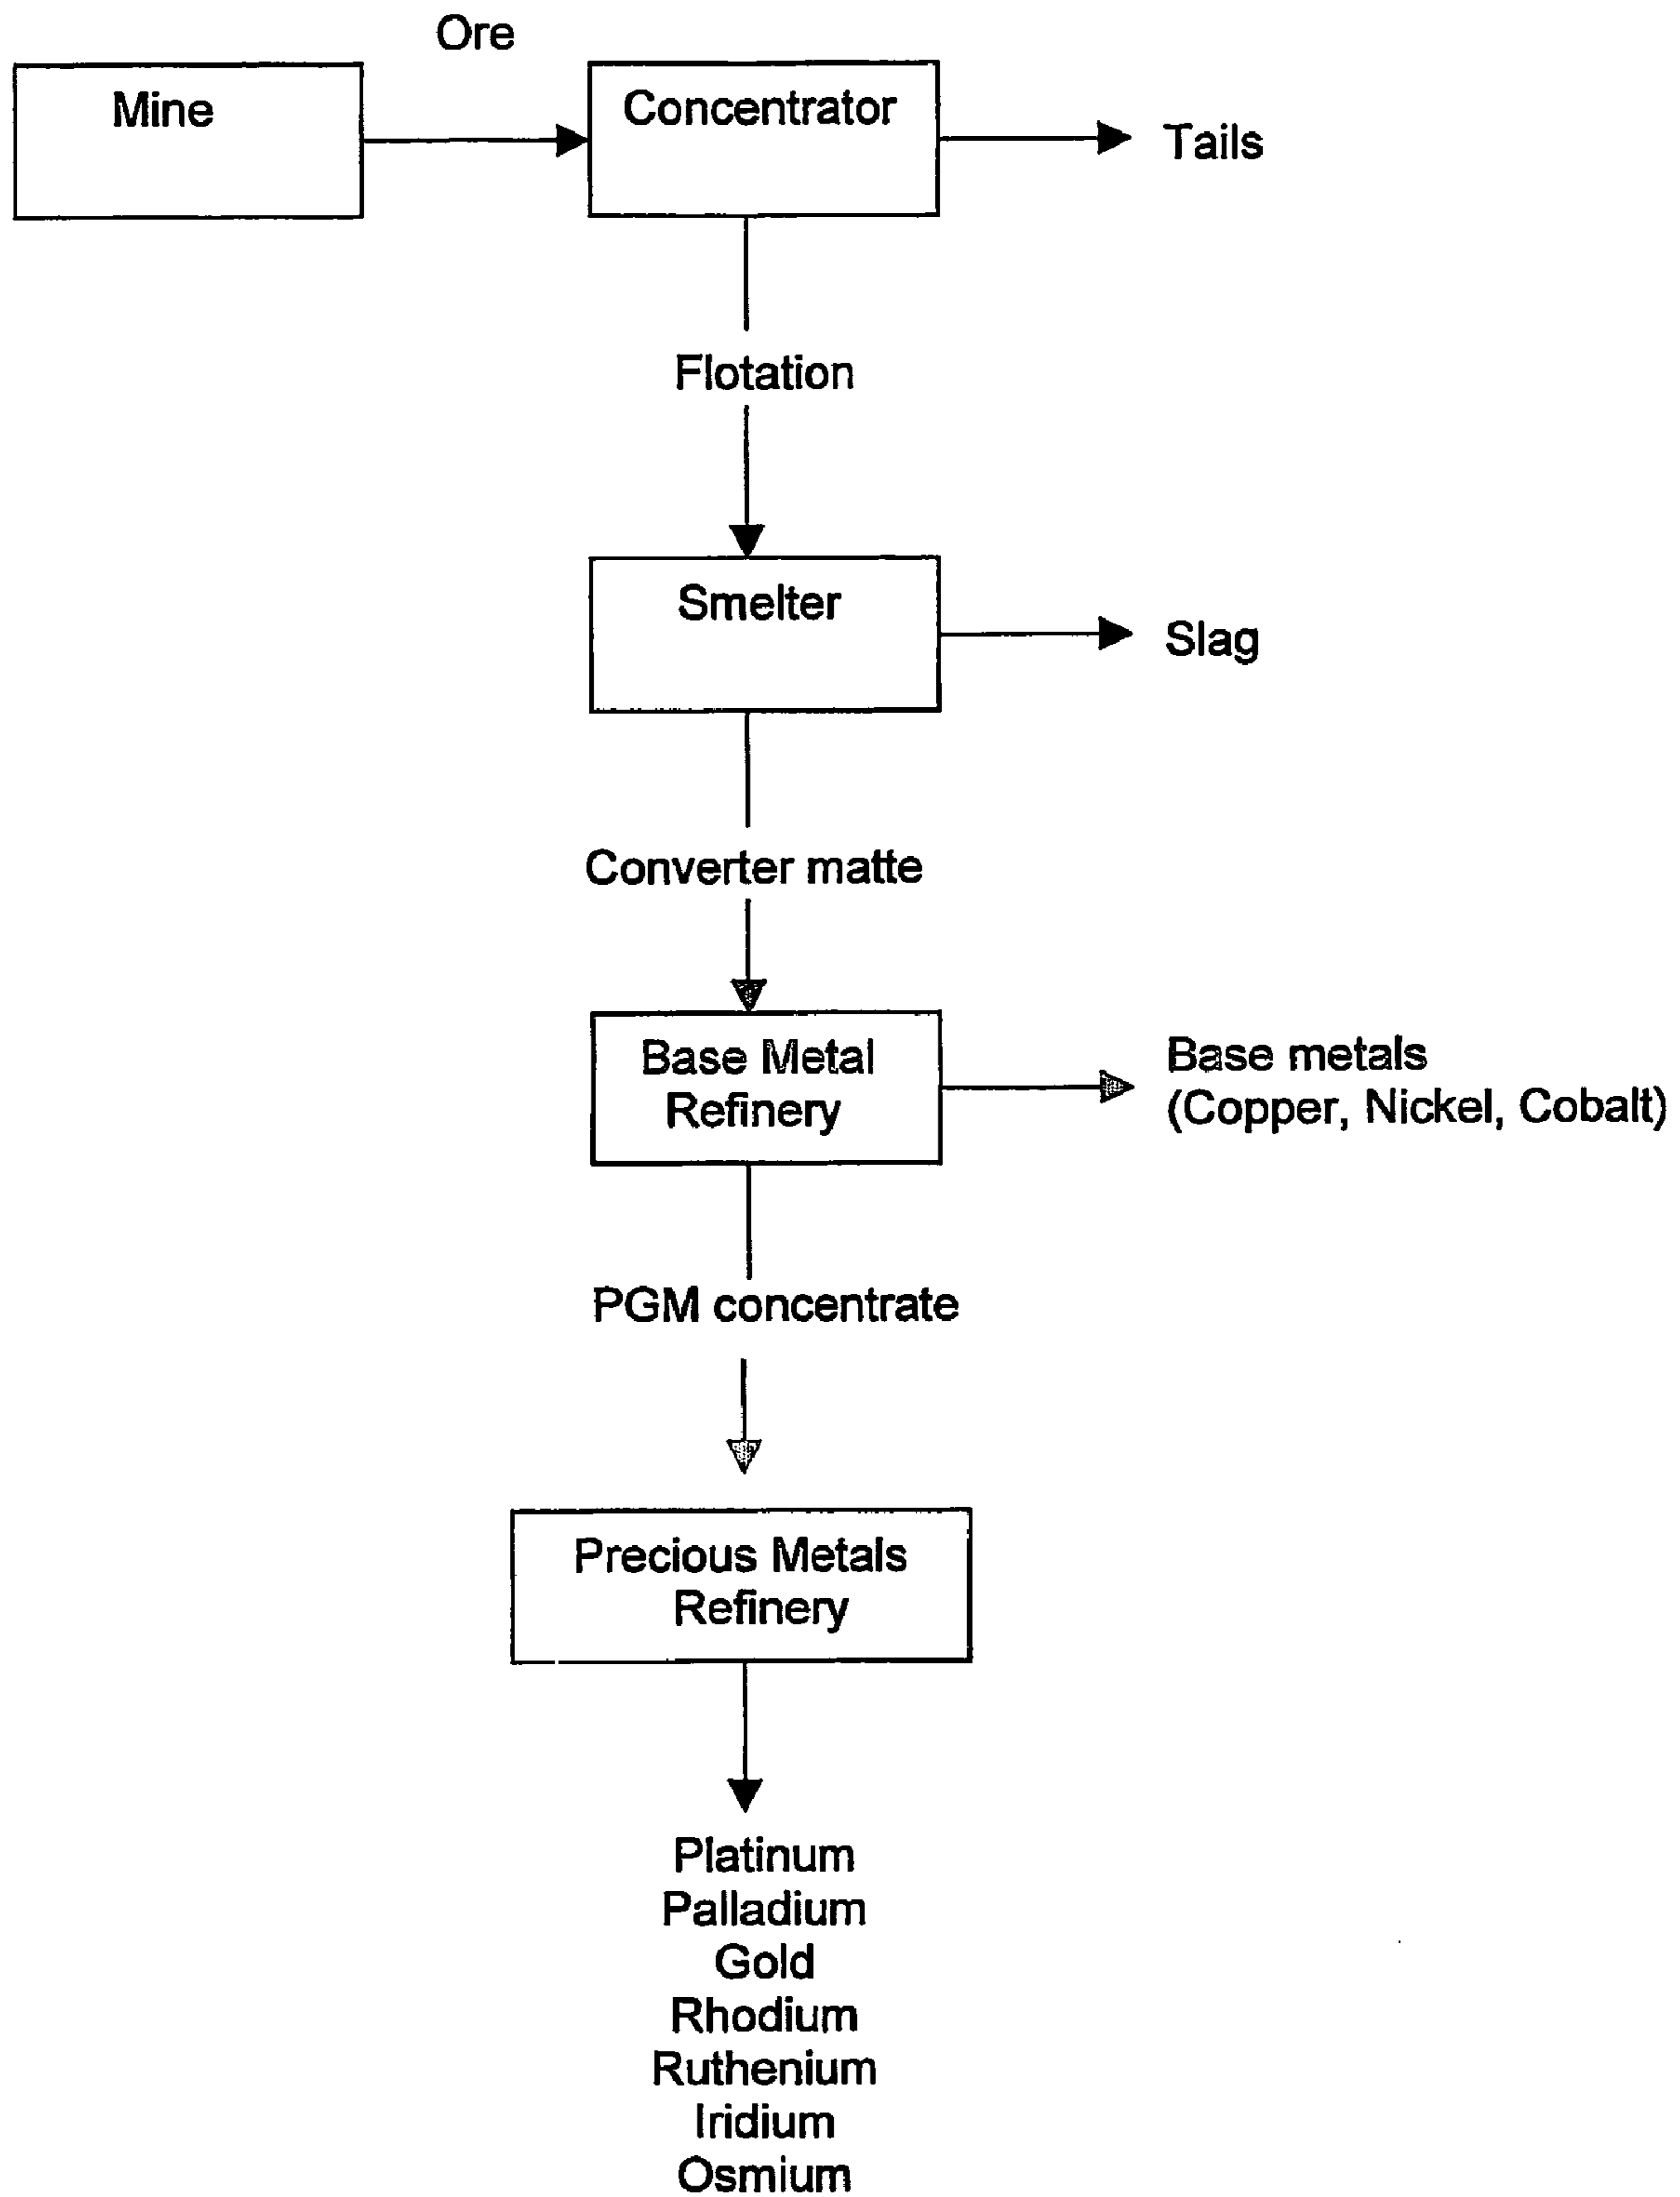 Ore
Mine
Concentrator
Tails
Flotation
Smelter
Slag
Converter matte
Base Metal
Refinery
Base metals
(Copper, Nickel, Cobalt)
PGM concentrate
Precious Metals
Refinery
Platinum
Palladium
Gold
Rhodium
Ruthenium
Iridium
Osmium